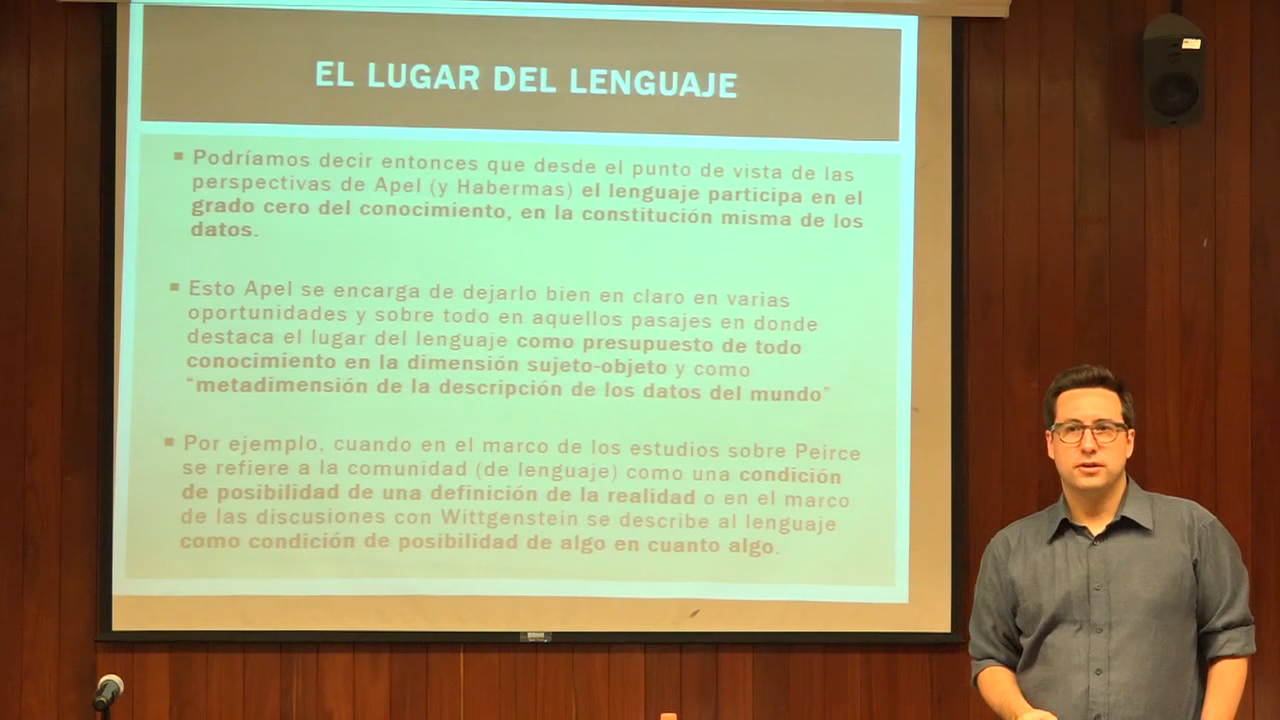 EL LUGAR DEL LENGUAJE
▪ Podríamos decir entonces que desde el punto de vista de las
perspectivas de Apel (y Habermas) el lenguaje participa en el
grado cero del conocimiento, en la constitución misma de los
datos.
▪ Esto Apel se encarga de dejarlo bien en claro en varias
oportunidades y sobre todo en aquellos pasajes en donde
destaca el lugar del lenguaje como presupuesto de todo
conocimiento en la dimensión sujeto-objeto y como
“metadimensión de la descripción de los datos del mundo”
▪ Por ejemplo, cuando en el marco de los estudios sobre Peirce
se refiere a la comunidad (de lenguaje) como una condición
de posibilidad de una definición de la realidad o en el marco
de las discusiones con Wittgenstein se describe al lenguaje
como condición de posibilidad de algo en cuanto algo.